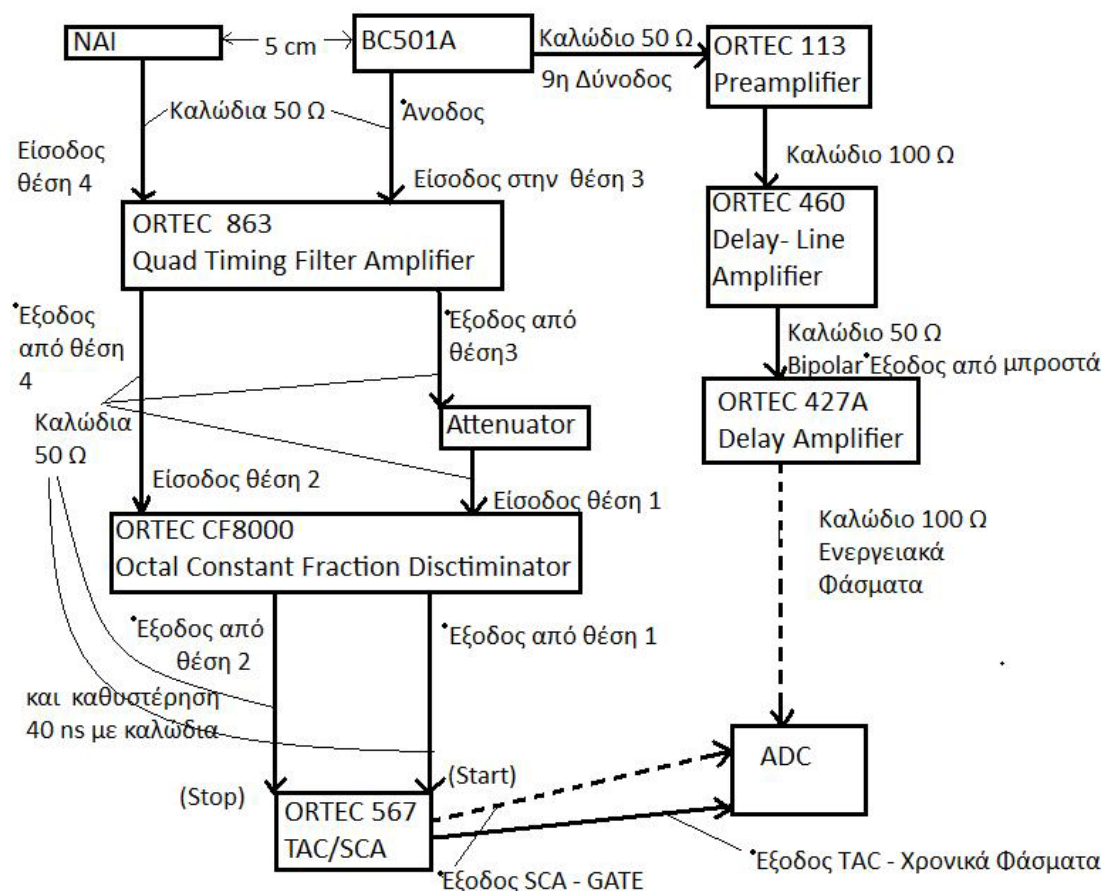 NAI
5 cm
BC501A
Καλώδιο 50 Ω
9η Δύνοδος
ORTEC 113
Preamplifier
Καλώδια 50 Ω
Άνοδος
Είσοδος
θέση 4
Είσοδος στην θέση 3
Καλώδιο 100 Ω
ORTEC 863
Quad Timing Filter Amplifier
ORTEC 460
Delay- Line
Amplifier
Έξοδος
από θέση
4
Έξοδος από
θέση3
Καλώδιο 50 Ω
Bipolar Έξοδος από μπροστά
Attenuator
ORTEC 427A
Delay Amplifier
Καλώδια
50 Ω
Είσοδος θέση 2
Είσοδος θέση 1
ORTEC CF8000
Octal Constant Fraction Disctiminator
Καλώδιο 100 Ω
Ενεργειακά
Φάσματα
Έξοδος από
θέση 2
Έξοδος από θέση 1
και καθυστέρηση
40 ns με καλώδια
(Stop)
(Start)
ADC
ORTEC 567
TAC/SCA
Έξοδος TAC - Χρονικά Φάσματα
Έξοδος SCA - GATE